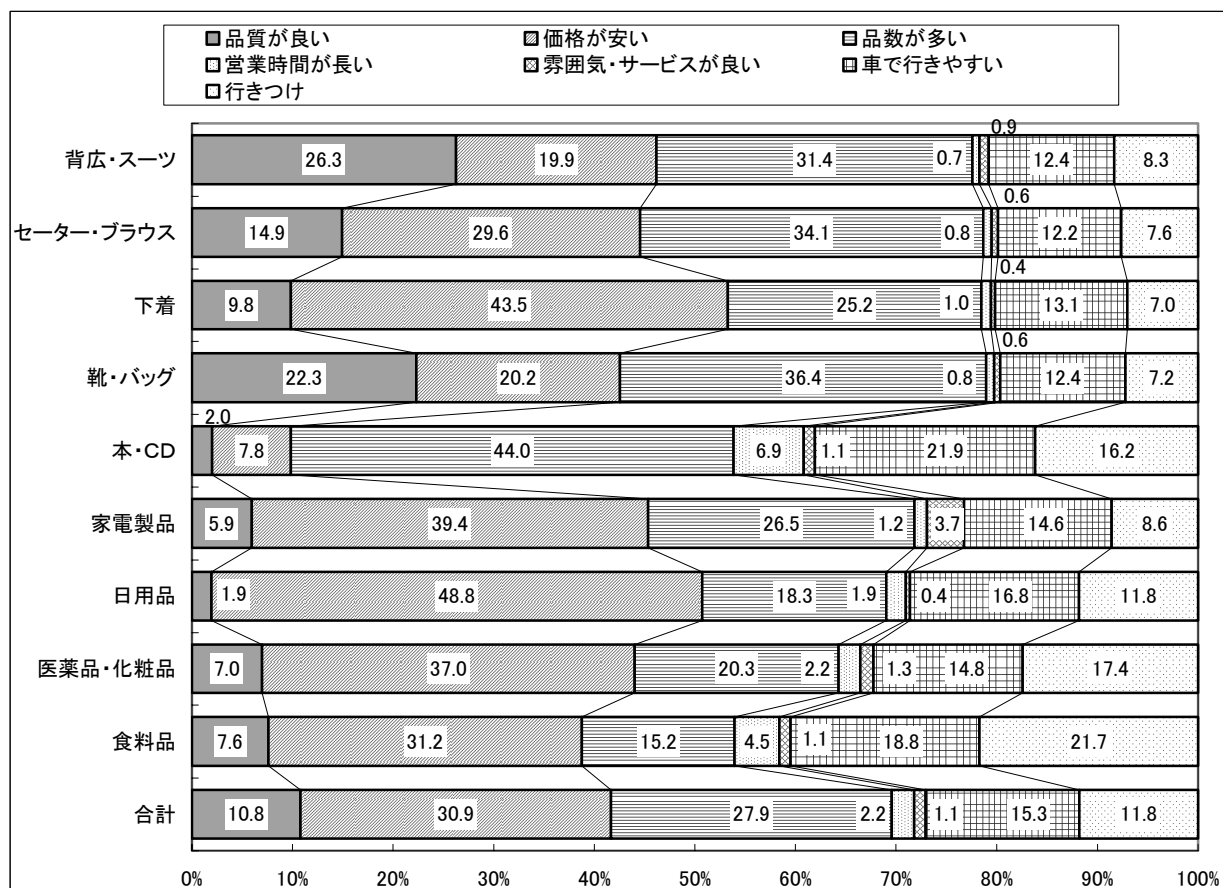 品質が良い 価格が安い 品数が多い
営業時間が長い 雰囲気・サービスが良い 車で行きやすい
行きつけ
0.9
背広・スーツ 26.3 19.9 31.4 0.7 12.4 8.3
0.6
セーター・ブラウス 14.9 29.6 34.1 0.8 12.2 7.6
0.4
下着 9.8 43.5 25.2 1.0 13.1 7.0
0.6
靴・バッグ 22.3 20.2 36.4 0.8 12.4 7.2
2.0
本・CD 7.8 44.0 6.9 1.1 21.9 16.2
家電製品 5.9 39.4 26.5 1.2 3.7 14.6 8.6
日用品 1.9 48.8 18.3 1.9 0.4 16.8 11.8
医薬品・化粧品 7.0 37.0 20.3 2.2 1.3 14.8 17.4
食料品 7.6 31.2 15.2 4.5 1.1 18.8 21.7
合計 10.8 30.9 27.9 2.2 1.1 15.3 11.8
0% 10% 20% 30% 40% 50% 60% 70% 80% 90% 100%